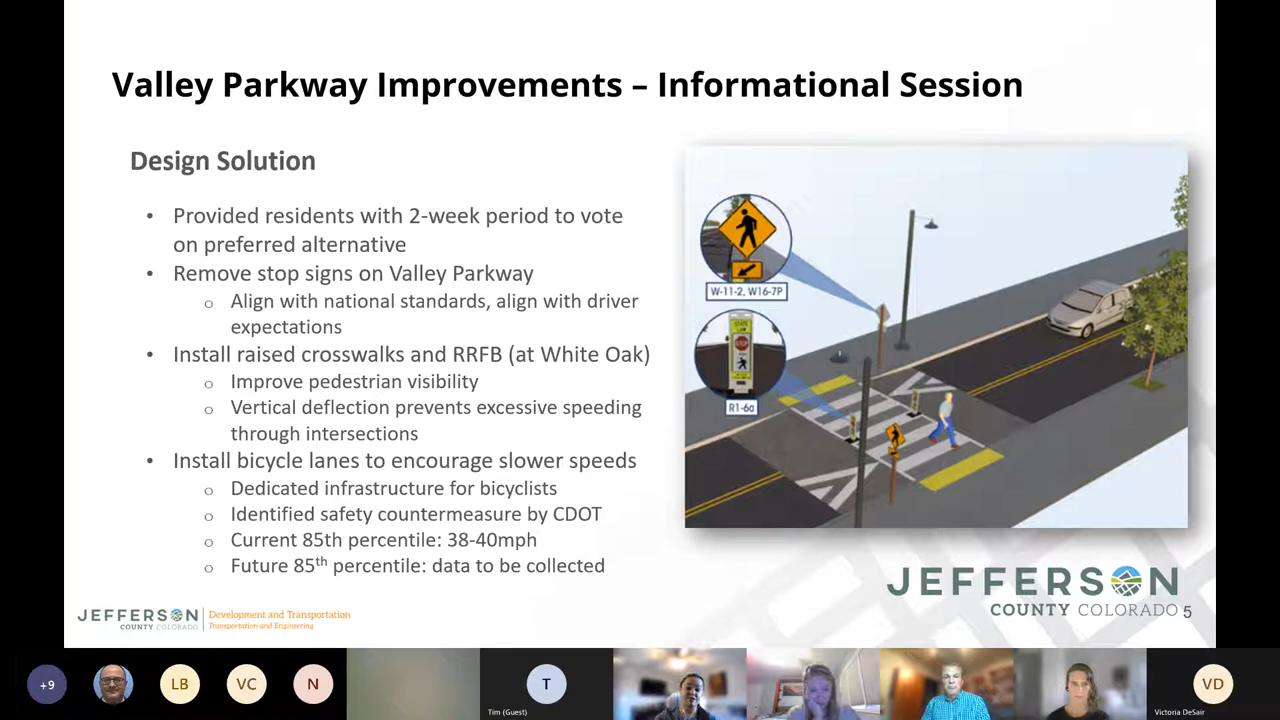 Valley Parkway Improvements – Informational Session
Design Solution
• Provided residents with 2-week period to vote
on preferred alternative
• Remove stop signs on Valley Parkway
o Align with national standards, align with driver
expectations
• Install raised crosswalks and RRFB (at White Oak)
o Improve pedestrian visibility
o Vertical deflection prevents excessive speeding
through intersections
• Install bicycle lanes to encourage slower speeds
o Dedicated infrastructure for bicyclists
o Identified safety countermeasure by CDOT
o Current 85th percentile: 38-40mph
o Future 85th percentile: data to be collected
W-11-2, W16-7P
STATE
LAW
STOP
R1-6a
JEFFERSON
COUNTY COLORADO
Development and Transportation
Transportation and Engineering
JEFFERSON
COUNTY COLORADO 5
+9
LB
VC
N
T
Tim (Guest)
VD
Victoria DeSair